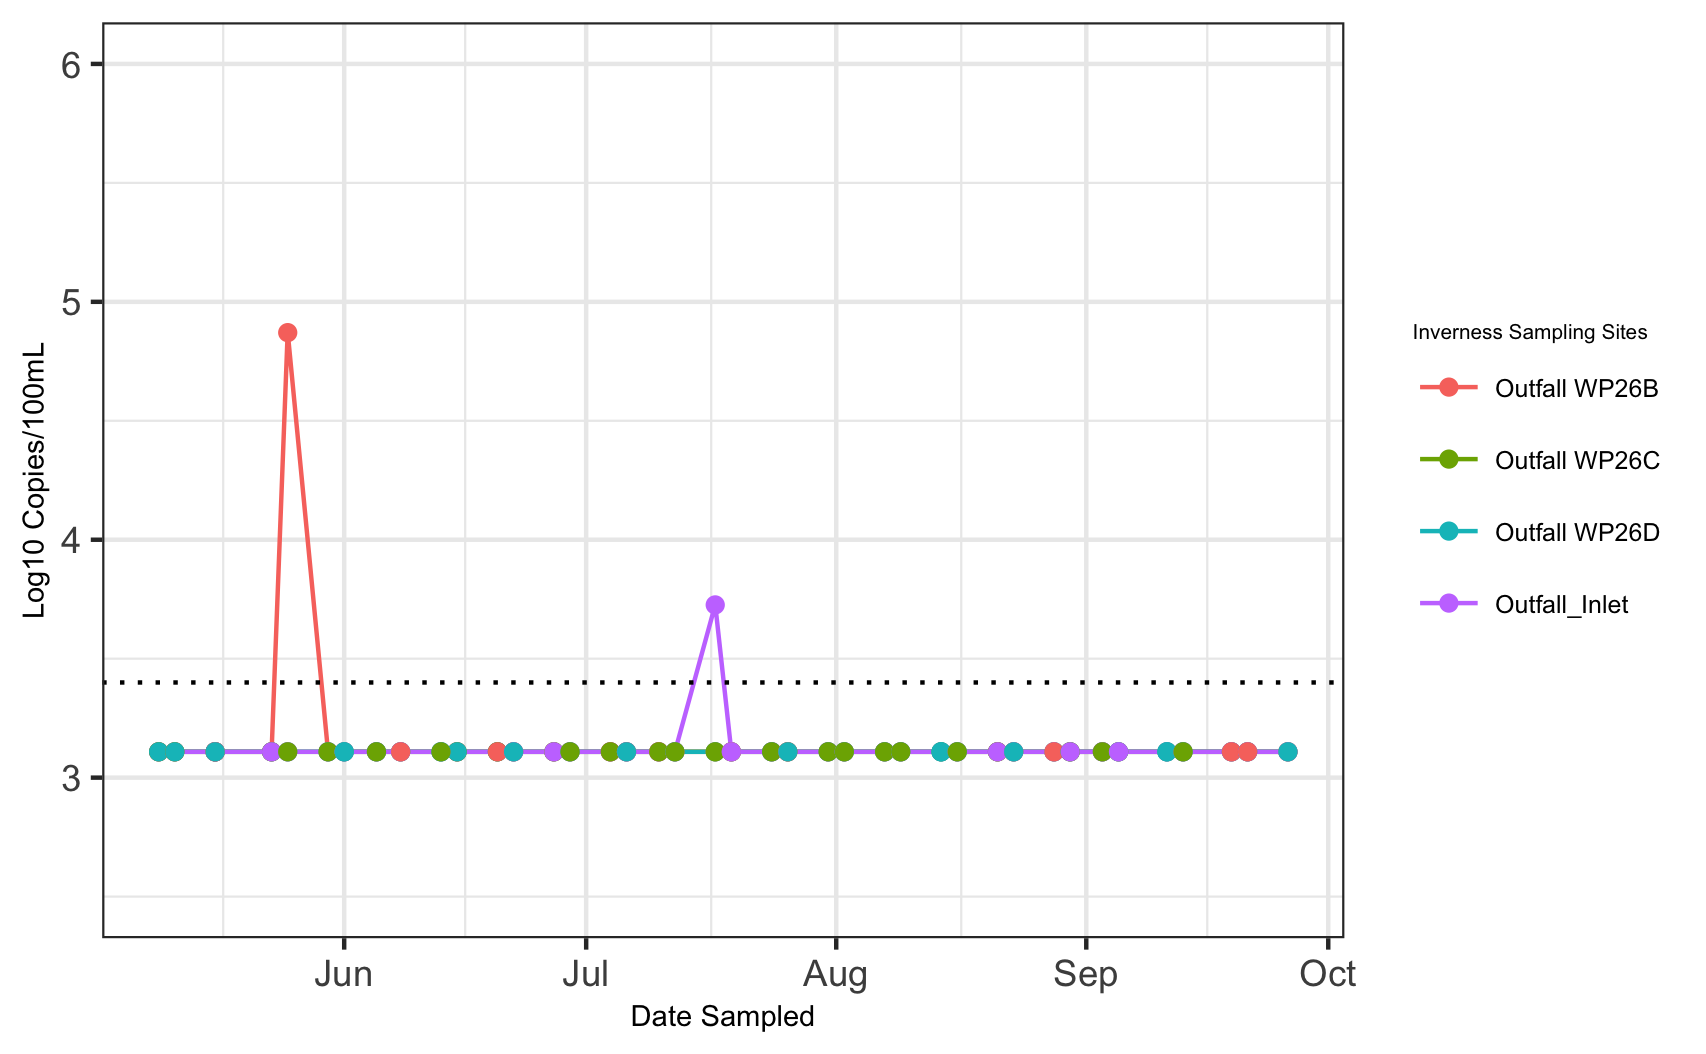 6
5
4
3
Log10 Copies/100mL
Jun
Jul
Aug
Sep
Oct
Date Sampled
Inverness Sampling Sites
Outfall WP26B
Outfall WP26C
Outfall WP26D
Outfall_Inlet